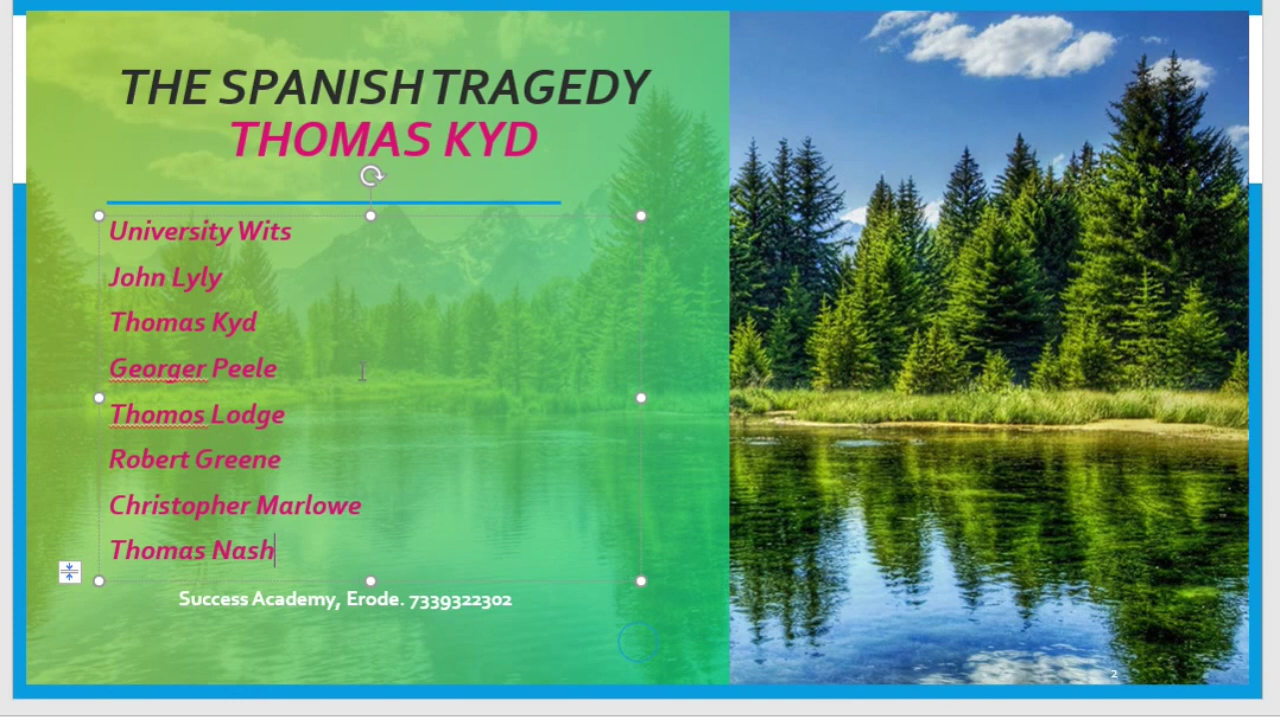 THE SPANISH TRAGEDY
THOMAS KYD
University Wits
John Lyly
Thomas Kyd
Georger Peele
Thomos Lodge
Robert Greene
Christopher Marlowe
Thomas Nash
Success Academy, Erode. 7339322302
2